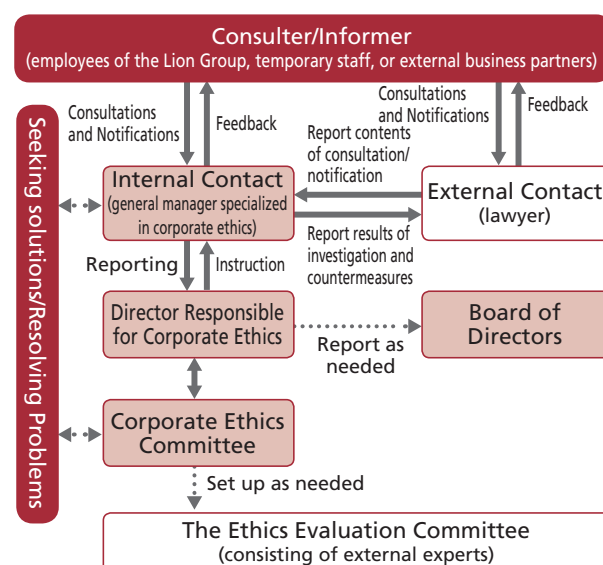 Consulter/Informer
(employees of the Lion Group, temporary staff, or external business partners)
Seeking solutions/Resolving Problems
Consultations
and Notifications
Feedback
Consultations
and Notifications
Feedback
Report contents
of consultation/
notification
Internal Contact
(general manager specialized
in corporate ethics)
External Contact
(lawyer)
Report results of
investigation and
countermeasures
Reporting
Instruction
Director Responsible
for Corporate Ethics
Report as
needed
Board of
Directors
Corporate Ethics
Committee
Set up as needed
The Ethics Evaluation Committee
(consisting of external experts)